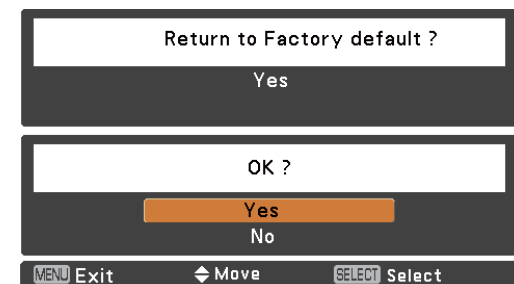 Return to Factory default ?
Yes
OK ?
Yes
No
MENU Exit Move SELECT Select